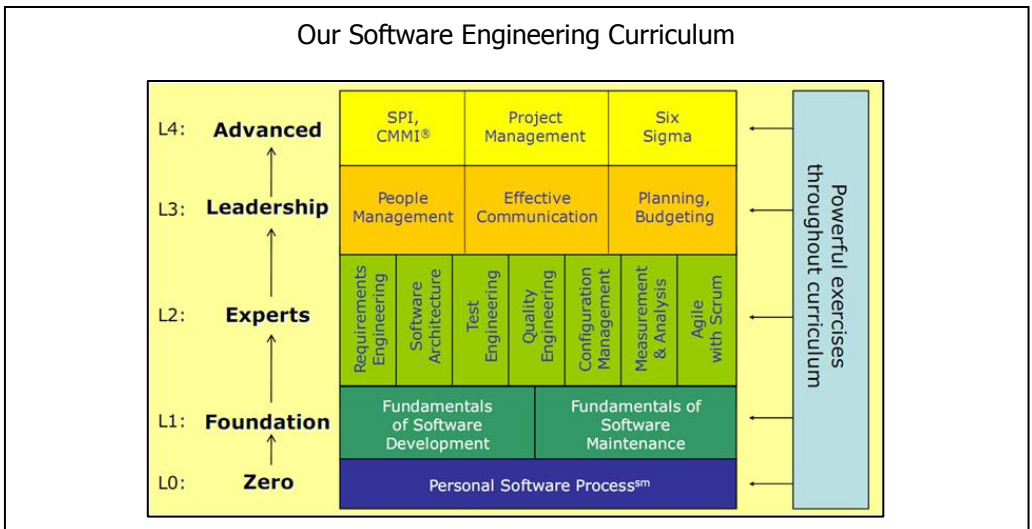 Our Software Engineering Curriculum
L4: Advanced
SPI,
CMMI®
Project
Management
Six
Sigma
L3: Leadership
People
Management
Effective
Communication
Planning,
Budgeting
L2: Experts
Requirements
Engineering
Software
Architecture
Test
Engineering
Quality
Engineering
Configuration
Management
Measurement
& Analysis
Agile
with Scrum
L1: Foundation
Fundamentals
of Software
Development
Fundamentals of
Software
Maintenance
L0: Zero
Personal Software Process℠
Powerful exercises
throughout curriculum